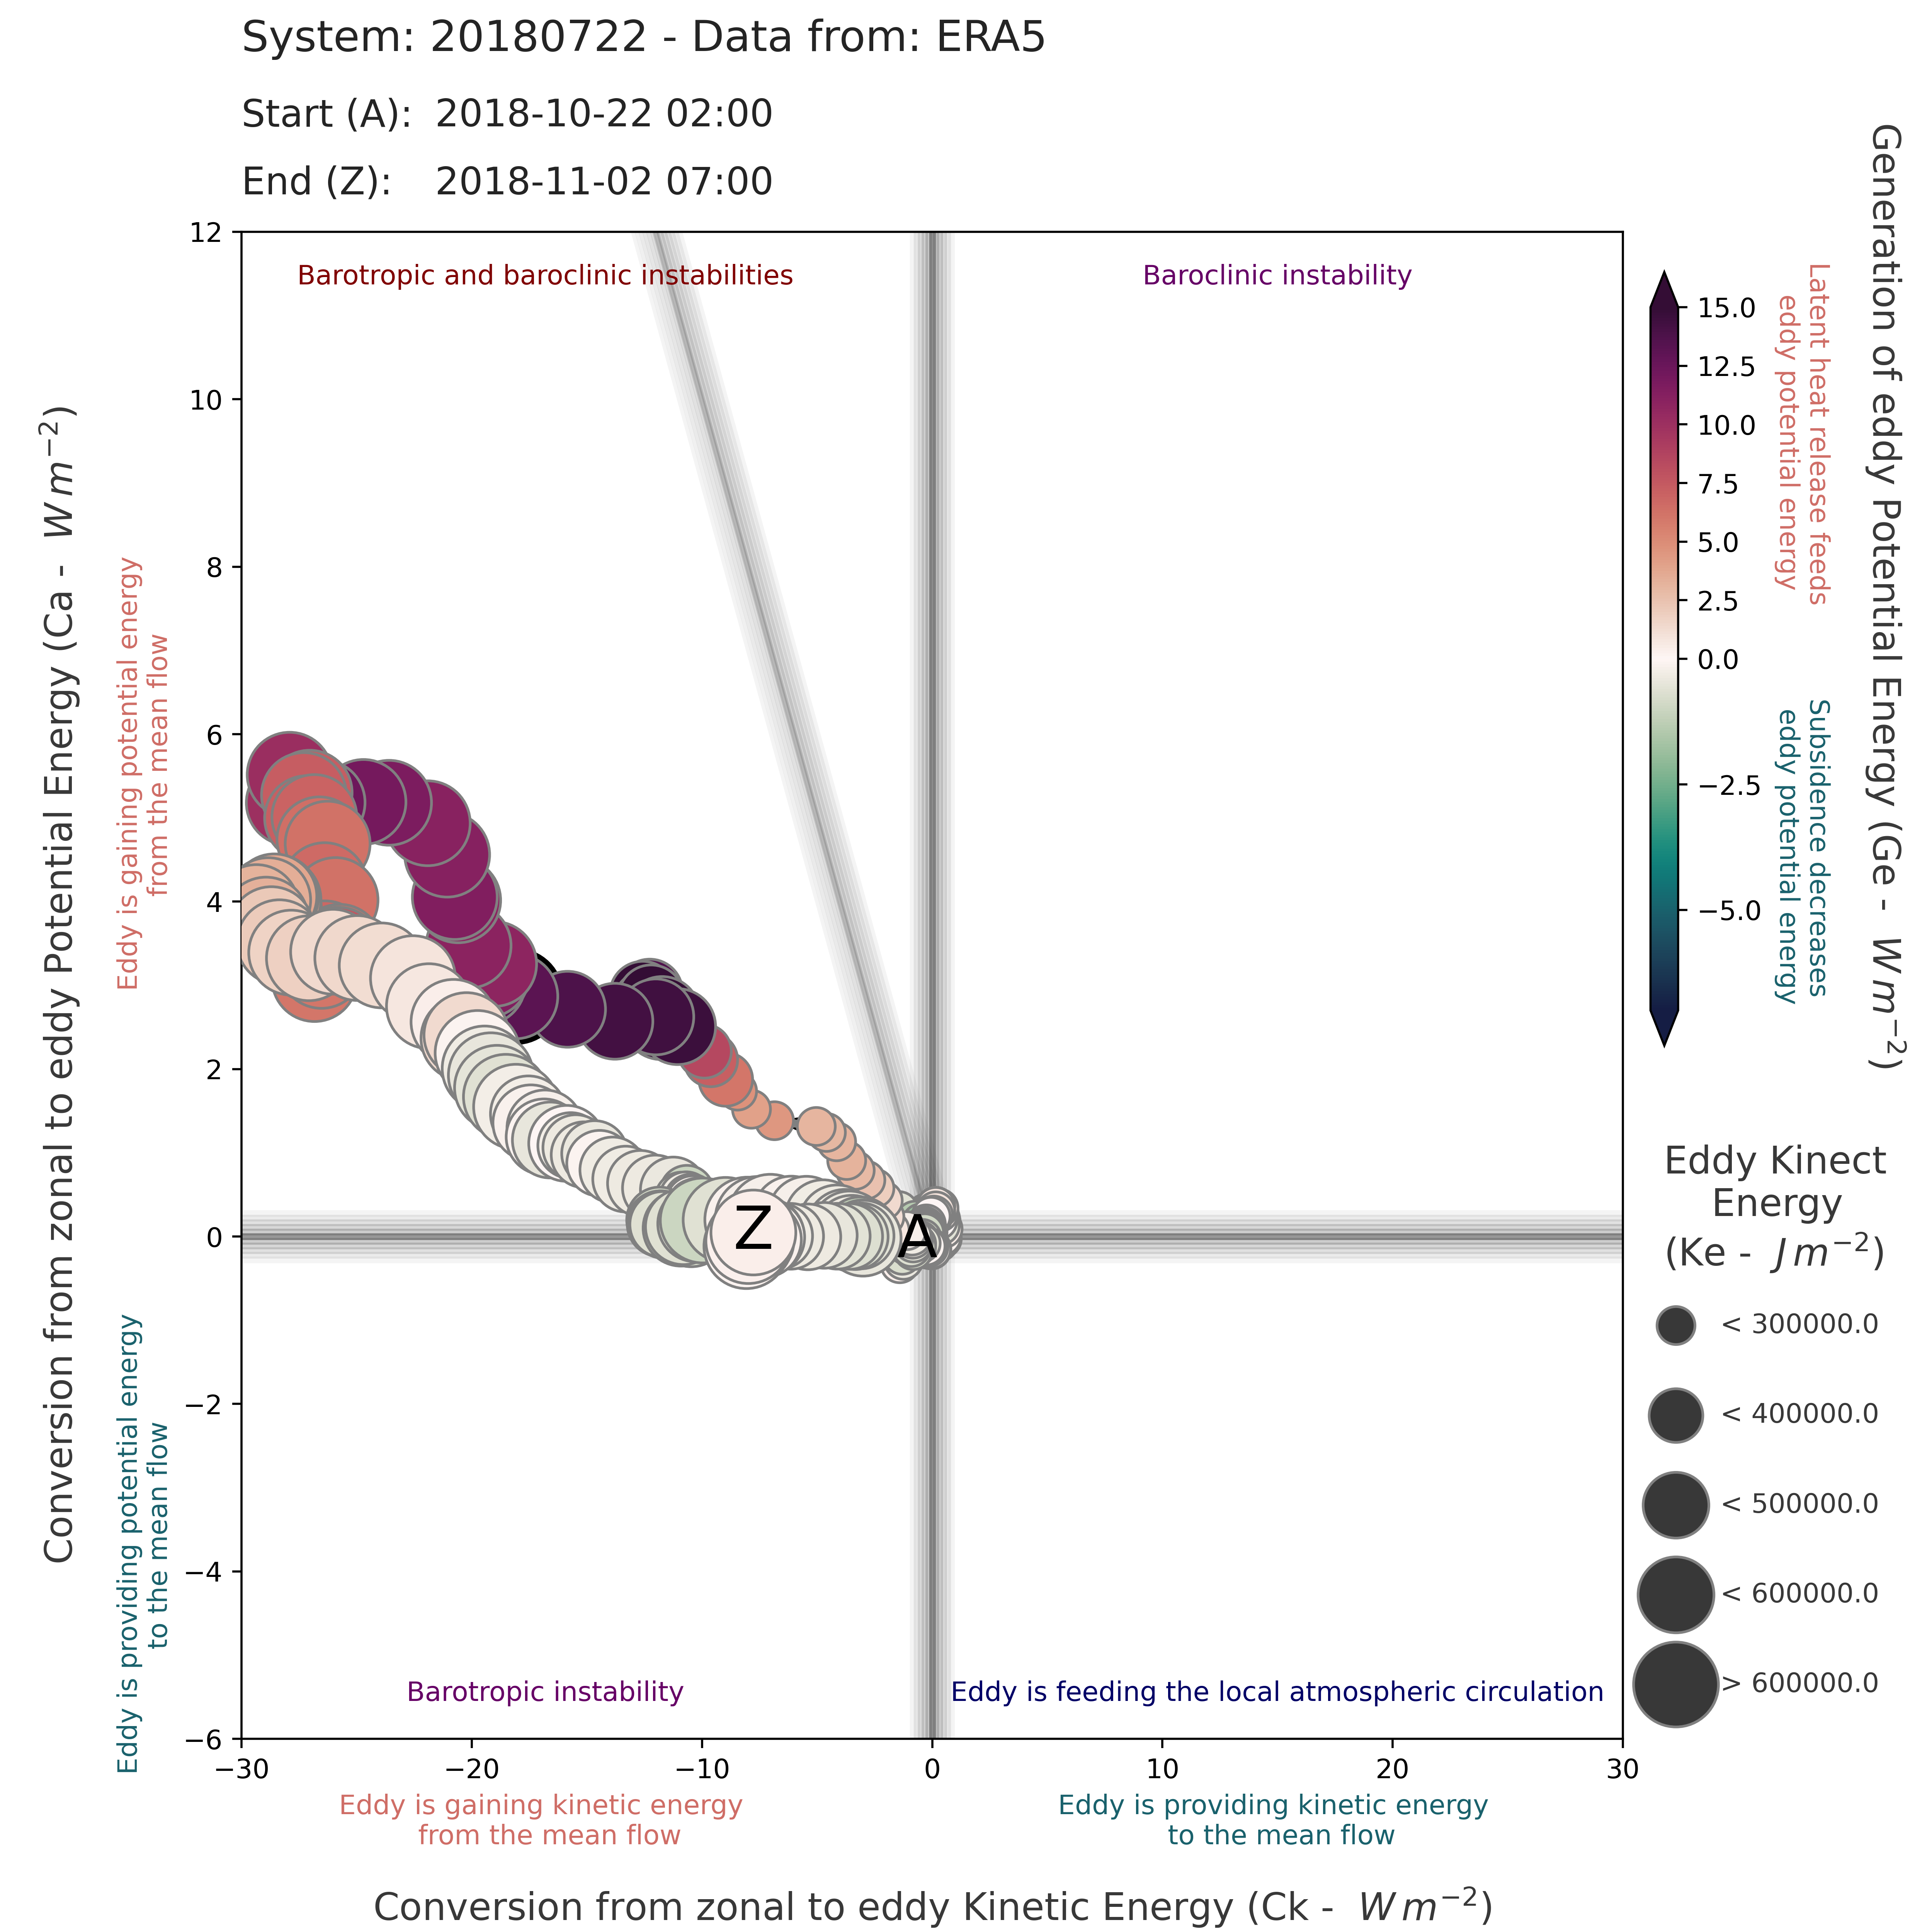 System: 20180722 - Data from: ERA5
Start (A): 2018-10-22 02:00
End (Z): 2018-11-02 07:00
Barotropic and baroclinic instabilities
Baroclinic instability
Barotropic instability
Eddy is feeding the local atmospheric circulation
Z
A
12
10
8
6
4
2
0
−2
−4
−6
−30
−20
−10
0
10
20
30
Conversion from zonal to eddy Potential Energy (Ca - W m−2)
Eddy is gaining potential energy
from the mean flow
Eddy is providing potential energy
to the mean flow
Eddy is gaining kinetic energy
from the mean flow
Eddy is providing kinetic energy
to the mean flow
Conversion from zonal to eddy Kinetic Energy (Ck - W m−2)
15.0
12.5
10.0
7.5
5.0
2.5
0.0
−2.5
−5.0
Latent heat release feeds
eddy potential energy
Subsidence decreases
eddy potential energy
Generation of eddy Potential Energy (Ge - W m−2)
Eddy Kinect
Energy
(Ke - J m−2)
< 300000.0
< 400000.0
< 500000.0
< 600000.0
> 600000.0